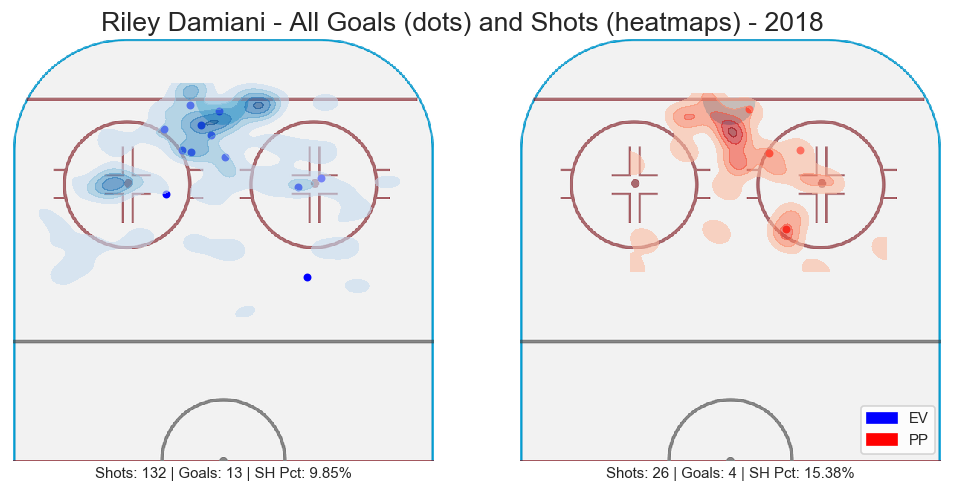 Riley Damiani - All Goals (dots) and Shots (heatmaps) - 2018
EV
PP
Shots: 132 | Goals: 13 | SH Pct: 9.85%
Shots: 26 | Goals: 4 | SH Pct: 15.38%